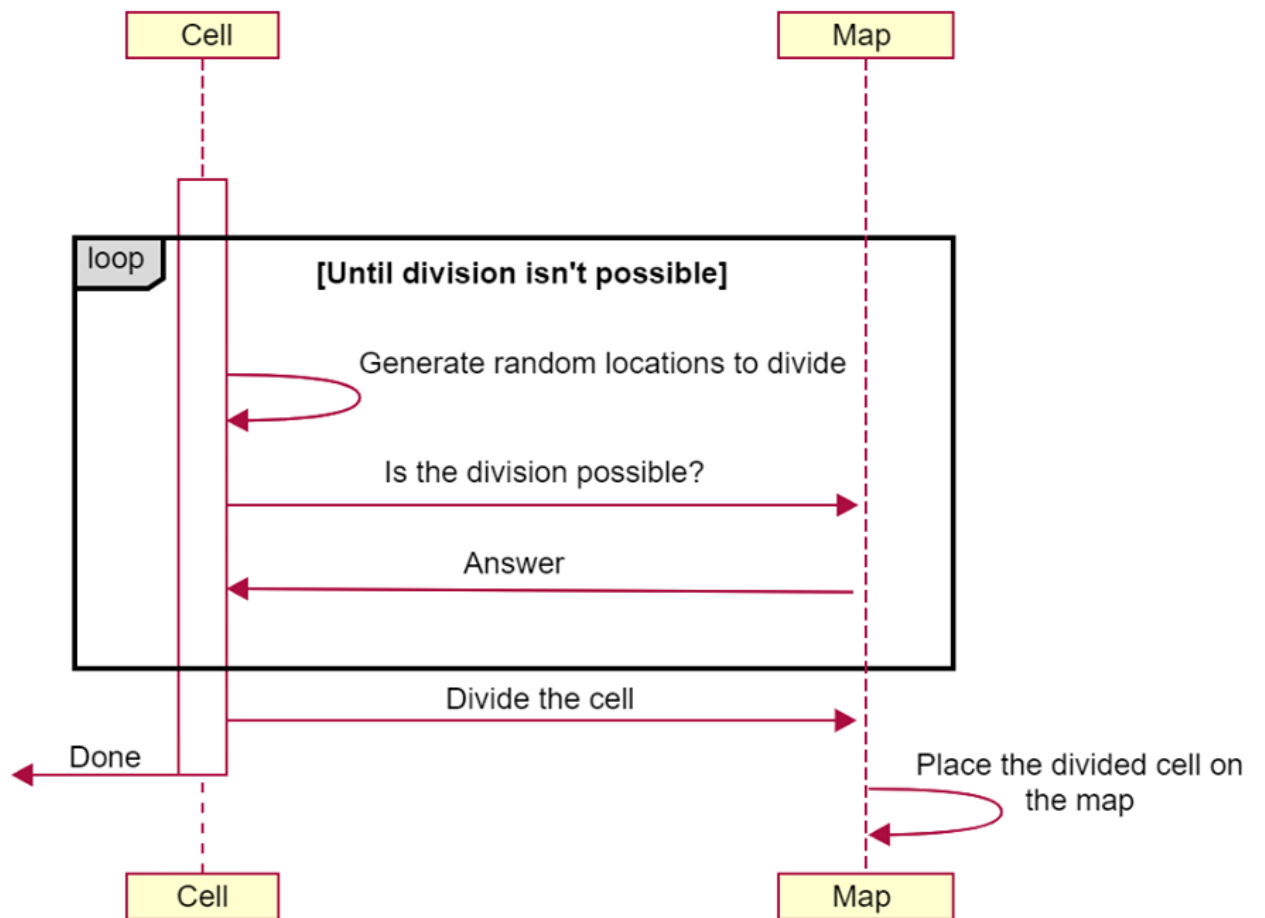 Cell
Map
loop
[Until division isn't possible]
Generate random locations to divide
Is the division possible?
Answer
Divide the cell
Done
Place the divided cell on
the map
Cell
Map